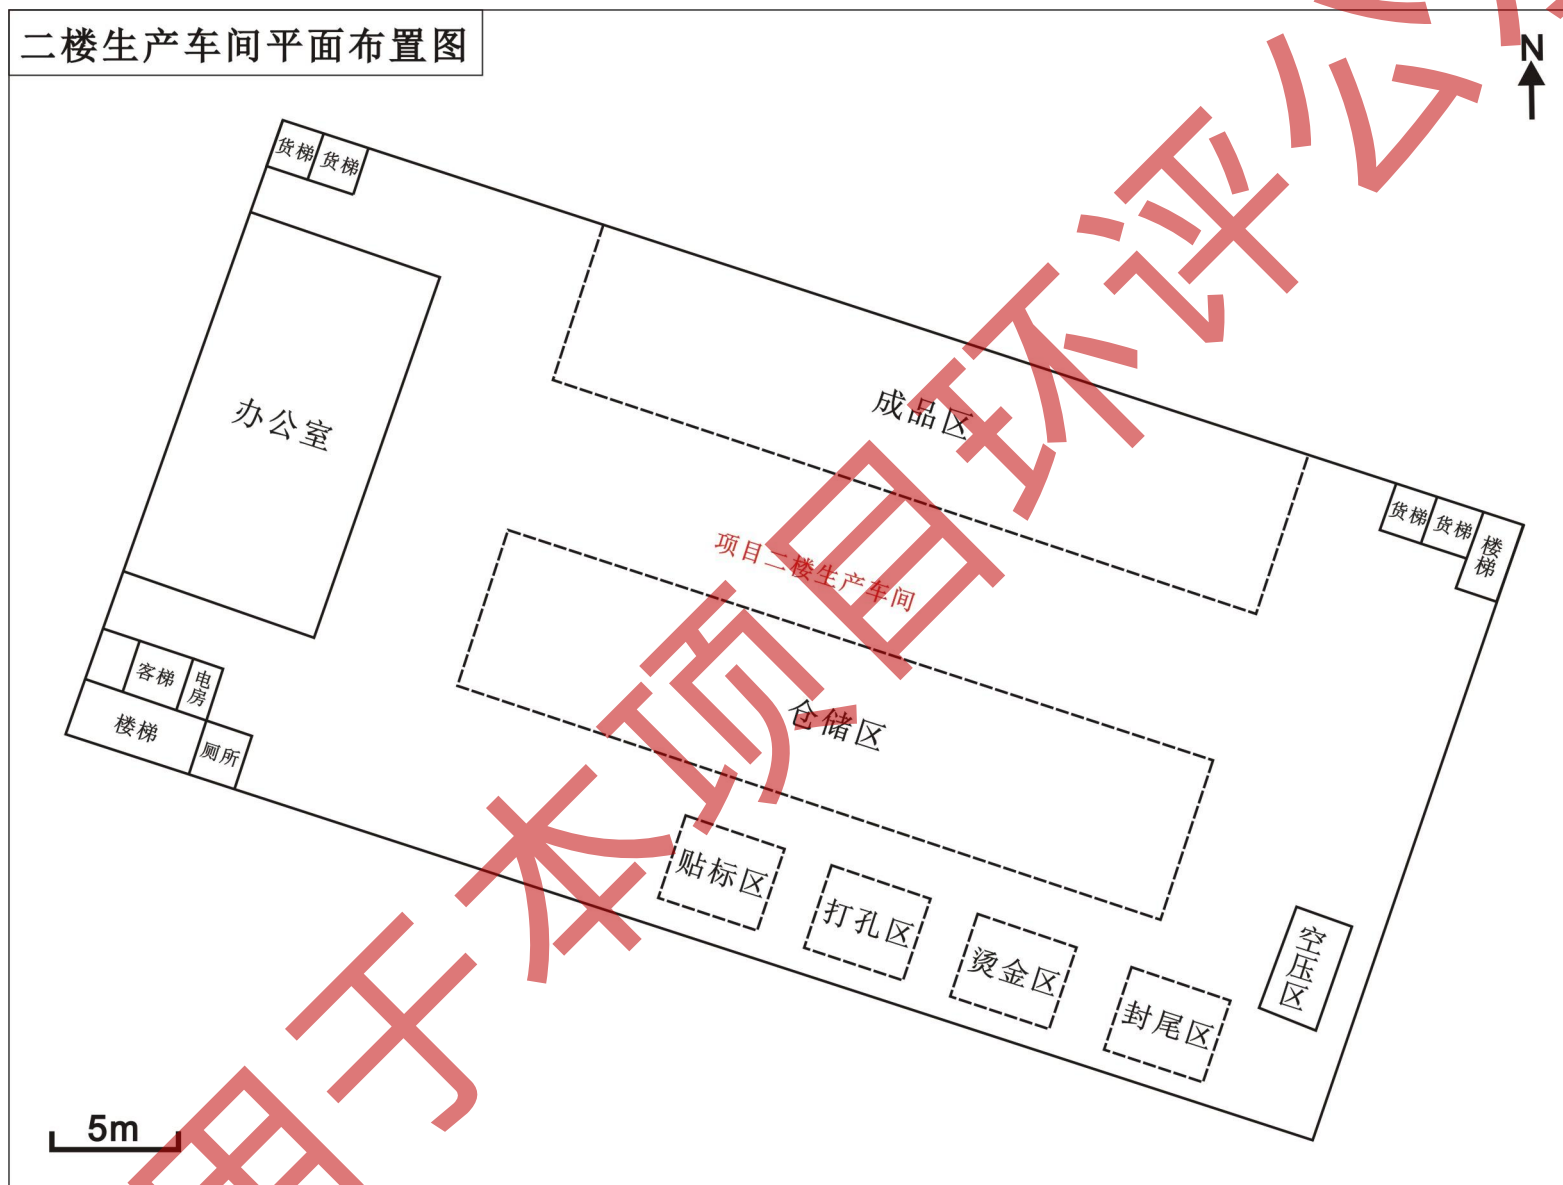 二楼生产车间平面布置图
N
货梯
货梯
成品区
办公室
货梯
货梯
楼梯
项目二楼生产车间
客梯
电房
楼梯
厕所
仓储区
贴标区
打孔区
烫金区
封尾区
空压区
5m
用于本项目环评公